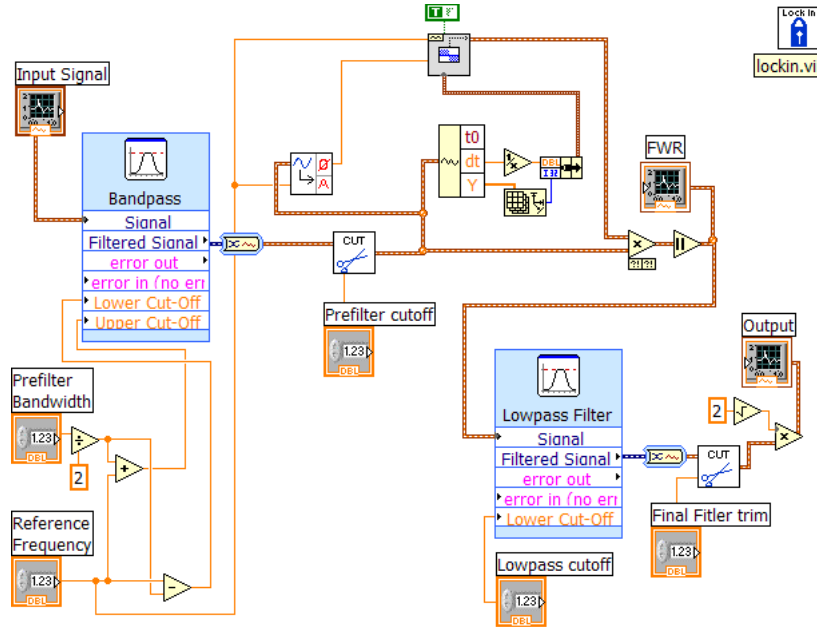 T F
Lock In
lockin.vi
Input Signal
Bandpass
Signal
Filtered Signal
error out
error in (no err
Lower Cut-Off
Upper Cut-Off
Ø
A
t0
dt
Y
1/x
DBL
I32
FWR
CUT
Prefilter cutoff
1.23
DBL
x
?! ?!
Prefilter
Bandwidth
1.23
DBL
÷
2
+
Reference
Frequency
1.23
DBL
−
Lowpass Filter
Signal
Filtered Signal
error out
error in (no err
Lower Cut-Off
Lowpass cutoff
1.23
DBL
Output
2
√
x
CUT
Final Fitler trim
1.23
DBL